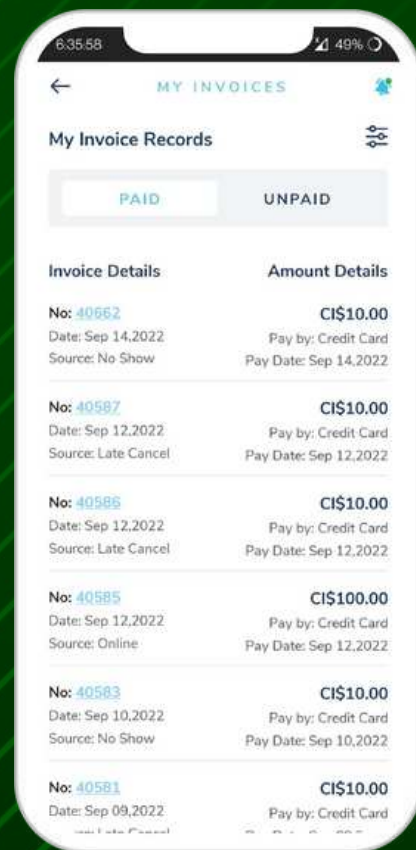 6:35:58 49%
MY INVOICES
My Invoice Records
PAID UNPAID
Invoice Details Amount Details
No: 40662 CI$10.00
Date: Sep 14,2022 Pay by: Credit Card
Source: No Show Pay Date: Sep 14,2022
No: 40587 CI$10.00
Date: Sep 12,2022 Pay by: Credit Card
Source: Late Cancel Pay Date: Sep 12,2022
No: 40586 CI$10.00
Date: Sep 12,2022 Pay by: Credit Card
Source: Late Cancel Pay Date: Sep 12,2022
No: 40585 CI$100.00
Date: Sep 12,2022 Pay by: Credit Card
Source: Online Pay Date: Sep 12,2022
No: 40583 CI$10.00
Date: Sep 10,2022 Pay by: Credit Card
Source: No Show Pay Date: Sep 10,2022
No: 40581 CI$10.00
Date: Sep 09,2022 Pay by: Credit Card